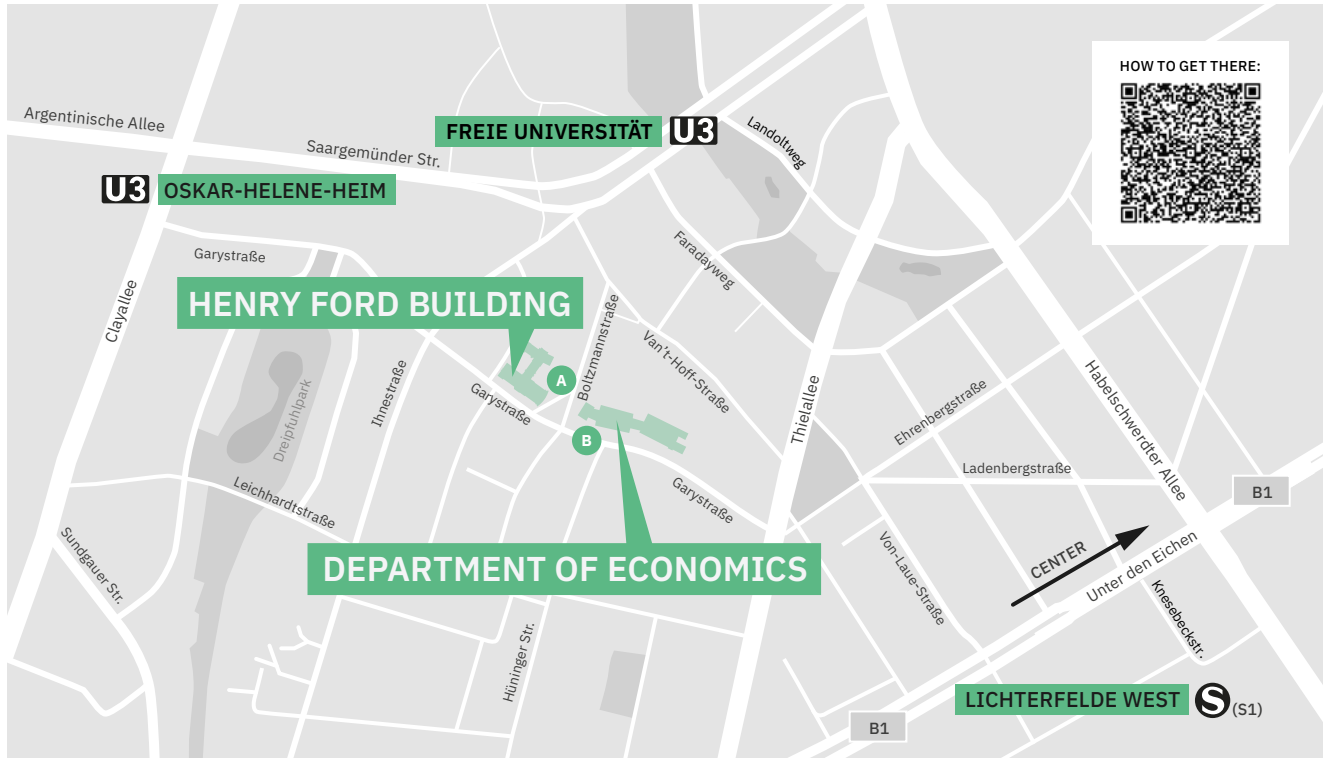 HOW TO GET THERE:
Argentinische Allee
Saargemünder Str.
FREIE UNIVERSITÄT U3
Landoltweg
U3 OSKAR-HELENE-HEIM
Garystraße
Faradayweg
Clayallee
HENRY FORD BUILDING
Boltzmannstraße
Van't-Hoff-Straße
Ihnestraße
Garystraße
A
B
Dreipfuhlpark
Thielallee
Ehrenbergstraße
Habelschwerdter Allee
Ladenbergstraße
B1
Leichhardtstraße
Garystraße
Sundgauer Str.
DEPARTMENT OF ECONOMICS
Von-Laue-Straße
CENTER
Unter den Eichen
Knesebeckstr.
Hüninger Str.
LICHTERFELDE WEST S (S1)
B1